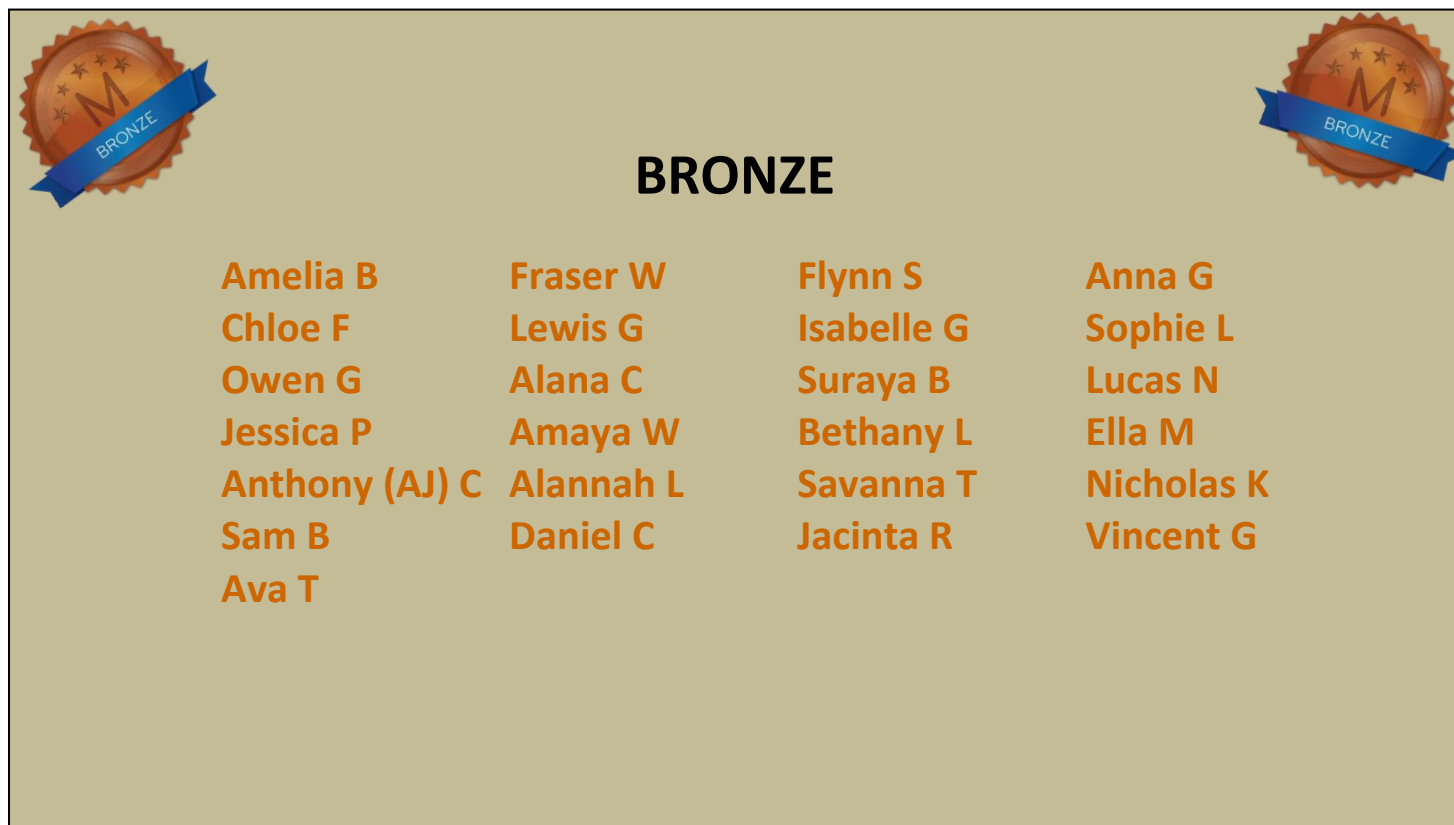 M
BRONZE
M
BRONZE
BRONZE
Amelia B Fraser W Flynn S Anna G
Chloe F Lewis G Isabelle G Sophie L
Owen G Alana C Suraya B Lucas N
Jessica P Amaya W Bethany L Ella M
Anthony (AJ) C Alannah L Savanna T Nicholas K
Sam B Daniel C Jacinta R Vincent G
Ava T